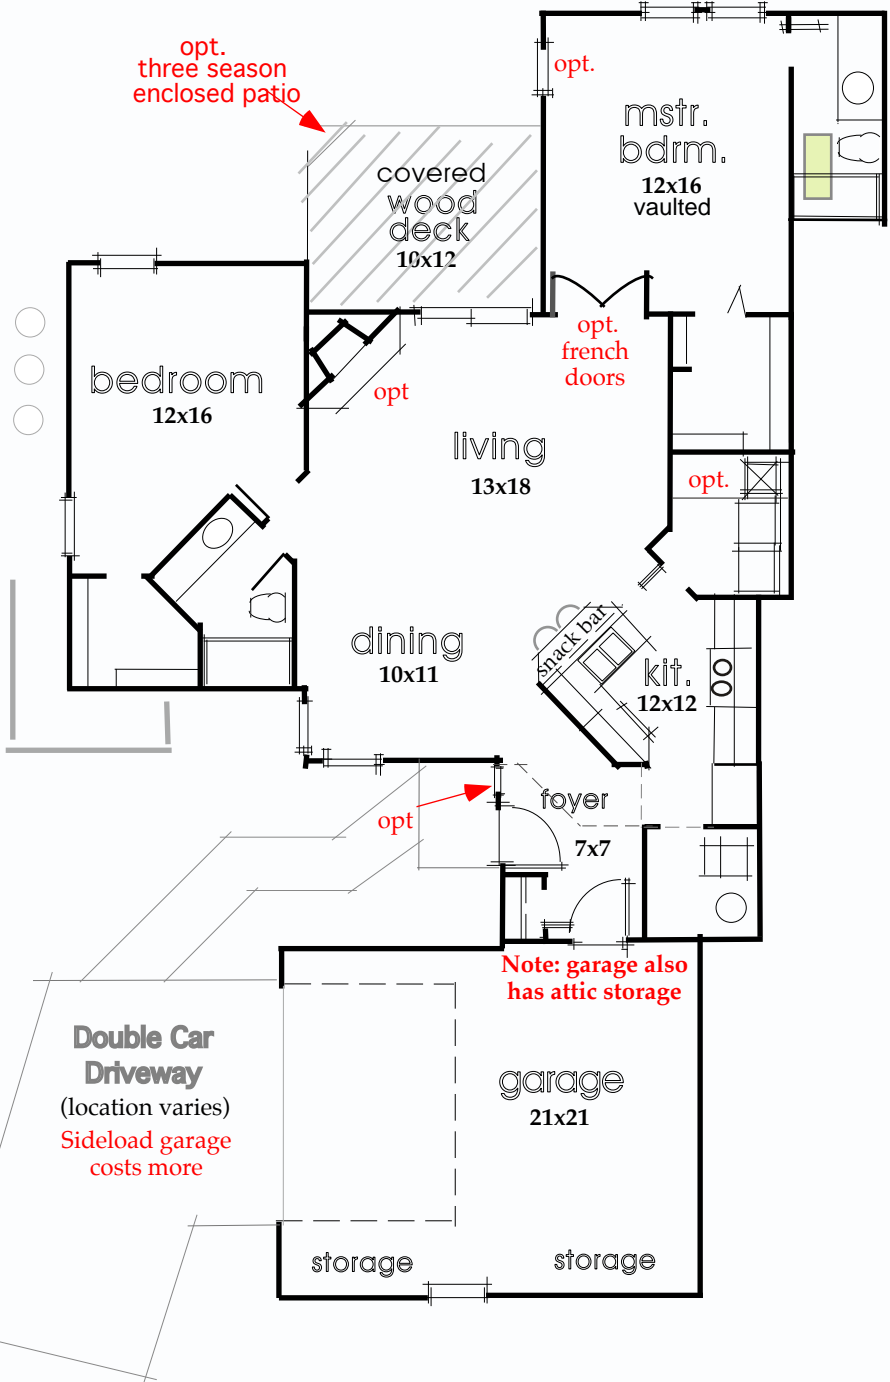 opt.
three season
enclosed patio
opt.
mstr.
bdrm.
12x16
vaulted
covered
wood
deck
10x12
opt.
french
doors
bedroom
12x16
opt
living
13x18
opt.
dining
10x11
snack bar
kit.
12x12
foyer
7x7
opt
Note: garage also
has attic storage
Double Car
Driveway
(location varies)
Sideload garage
costs more
garage
21x21
storage
storage